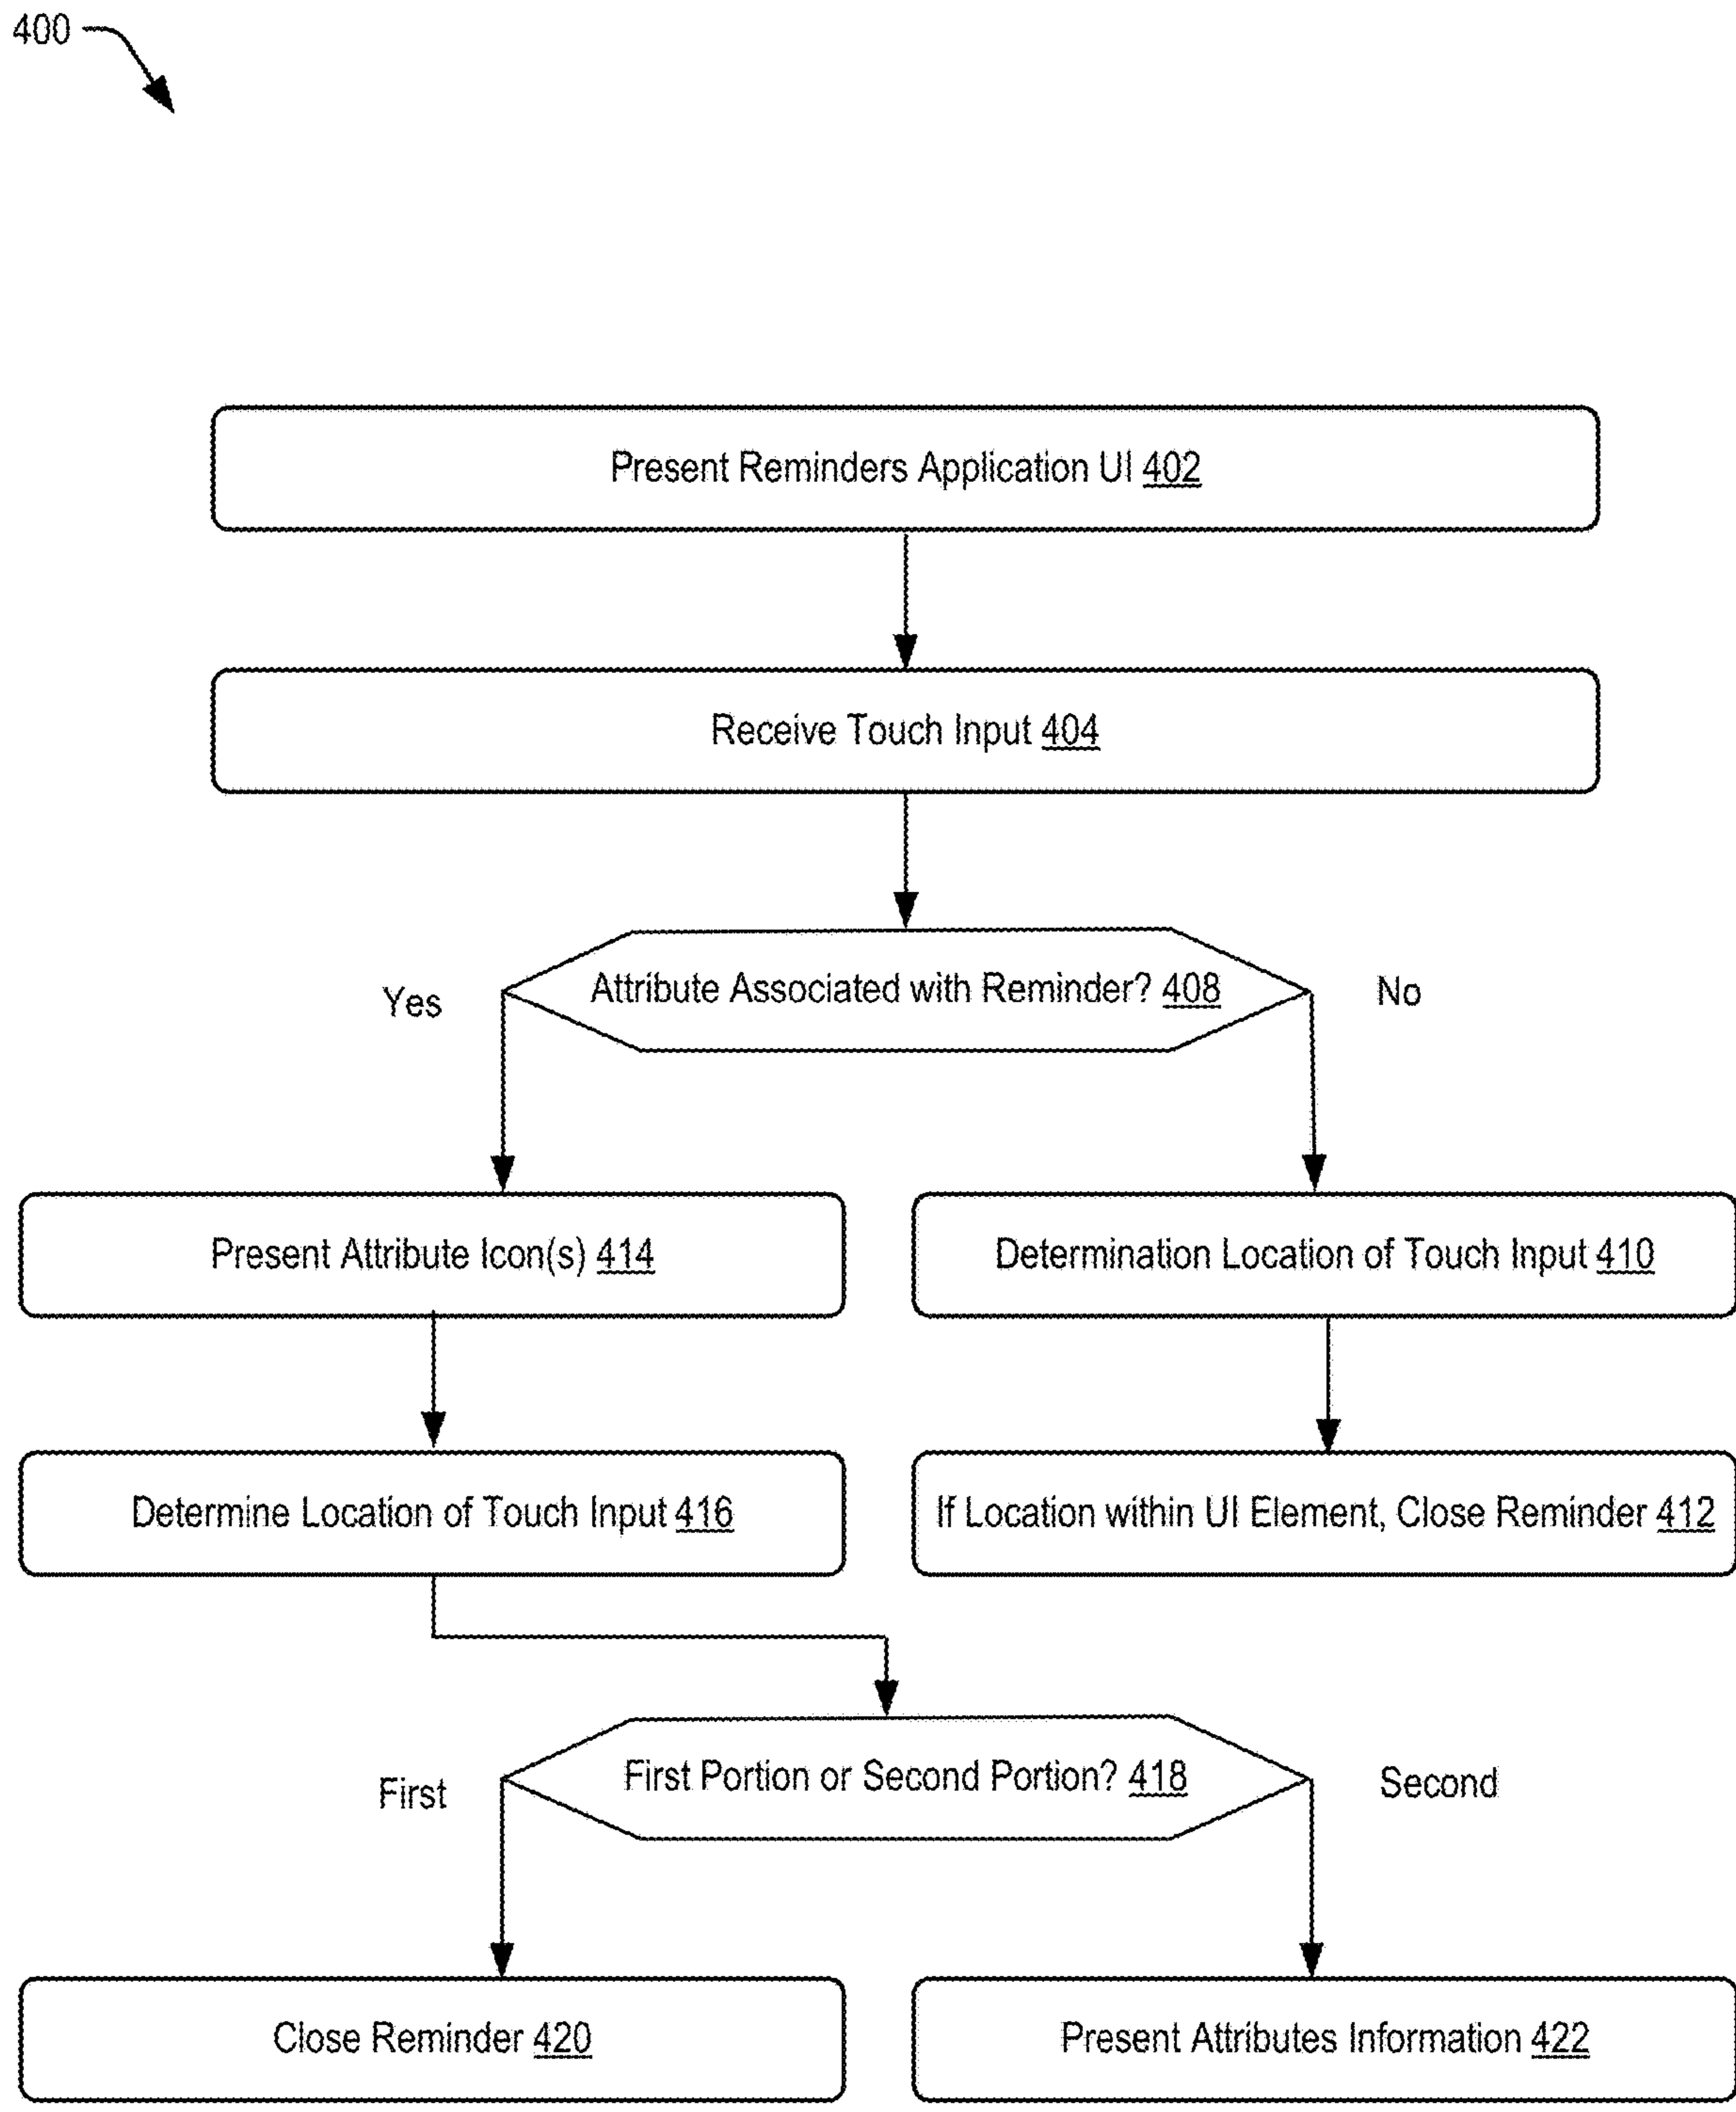 400
Present Reminders Application UI 402
Receive Touch Input 404
Attribute Associated with Reminder? 408
Yes
No
Present Attribute Icon(s) 414
Determination Location of Touch Input 410
Determine Location of Touch Input 416
If Location within UI Element, Close Reminder 412
First Portion or Second Portion? 418
First
Second
Close Reminder 420
Present Attributes Information 422